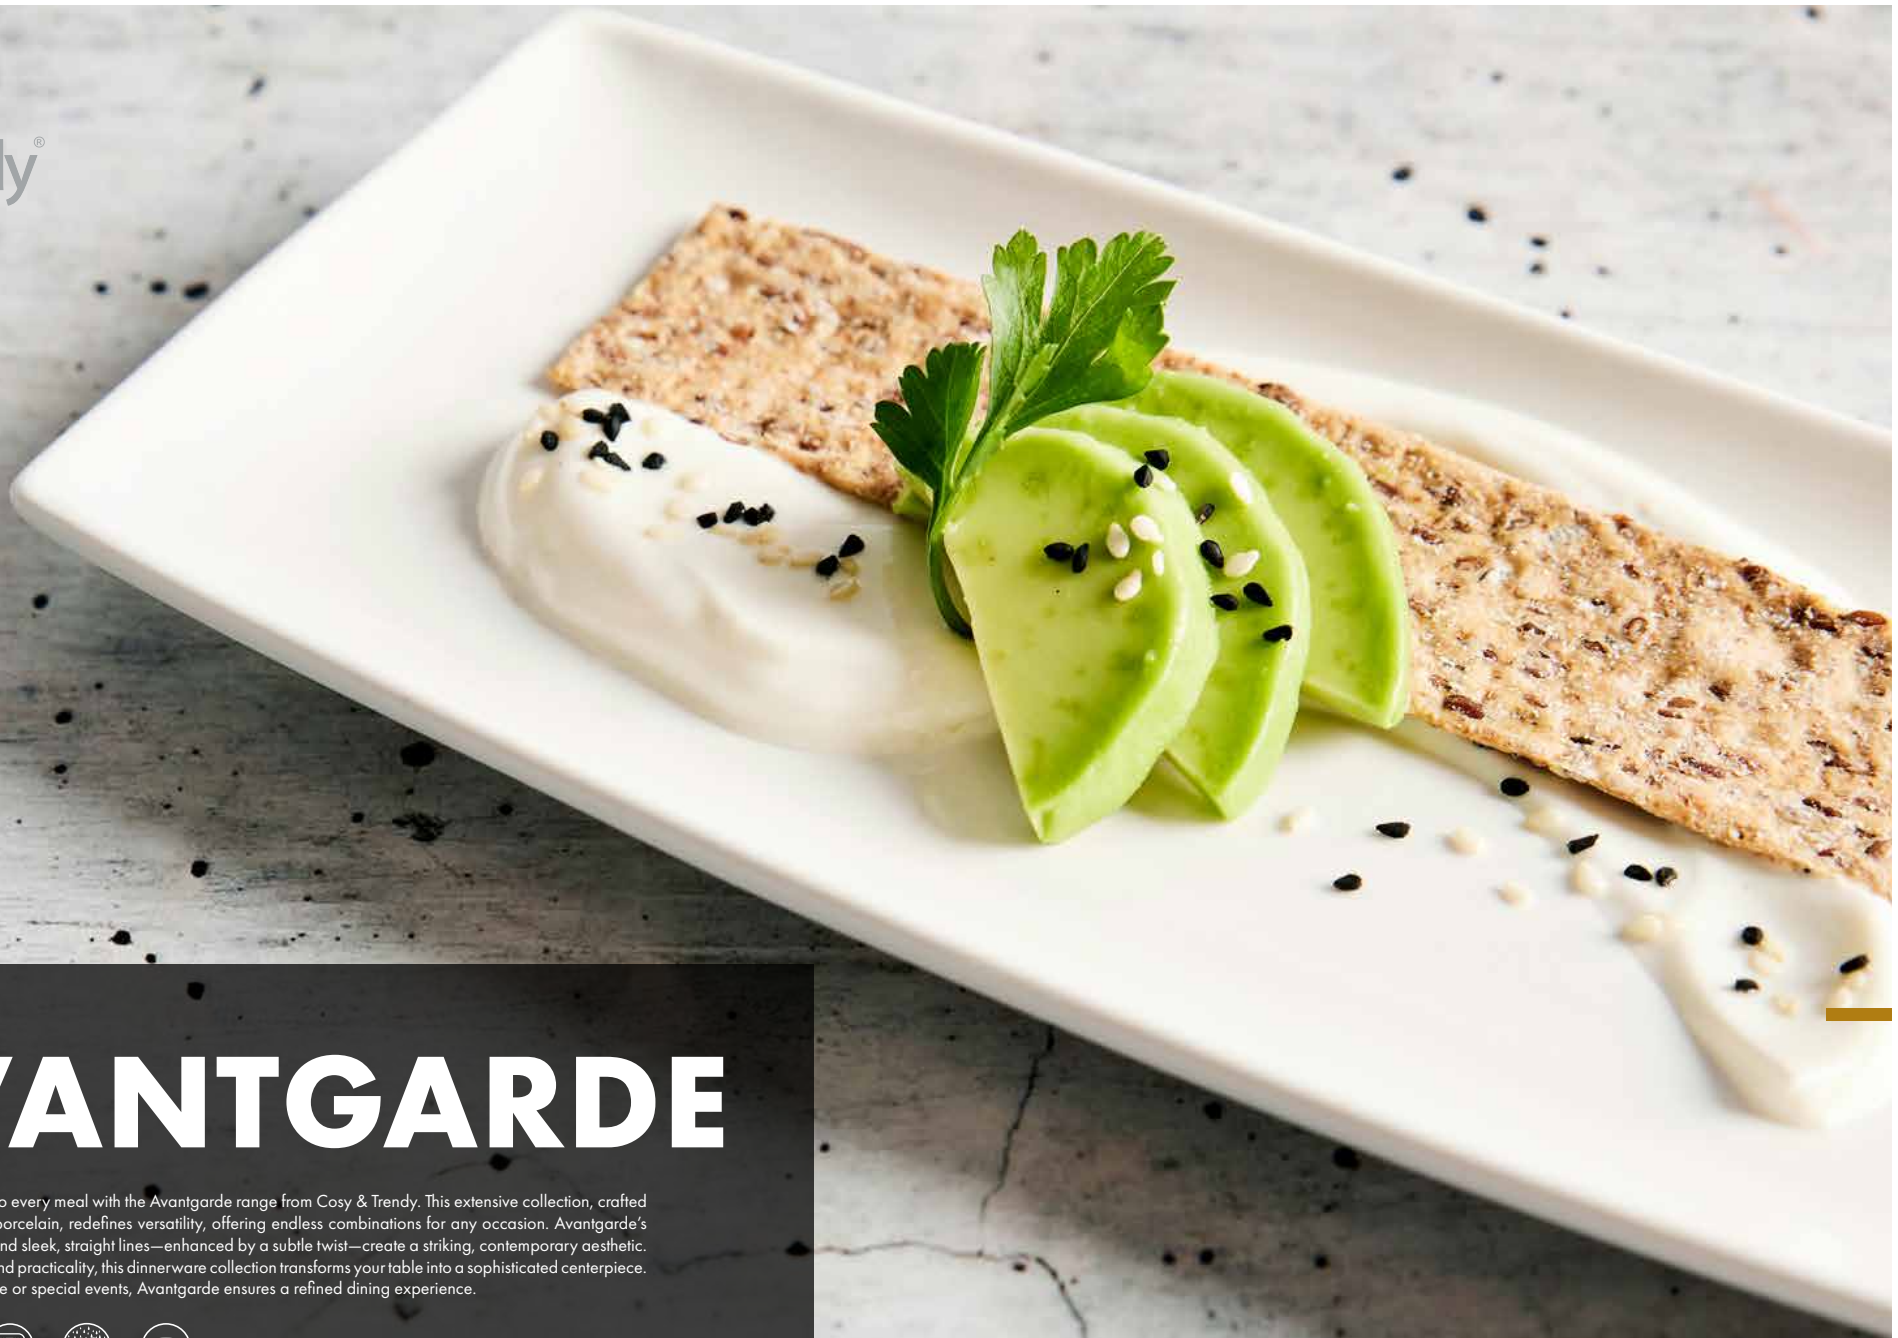 ly®
VANTGARDE
o every meal with the Avantgarde range from Cosy & Trendy. This extensive collection, crafted
porcelain, redefines versatility, offering endless combinations for any occasion. Avantgarde's
nd sleek, straight lines—enhanced by a subtle twist—create a striking, contemporary aesthetic.
nd practicality, this dinnerware collection transforms your table into a sophisticated centerpiece.
e or special events, Avantgarde ensures a refined dining experience.